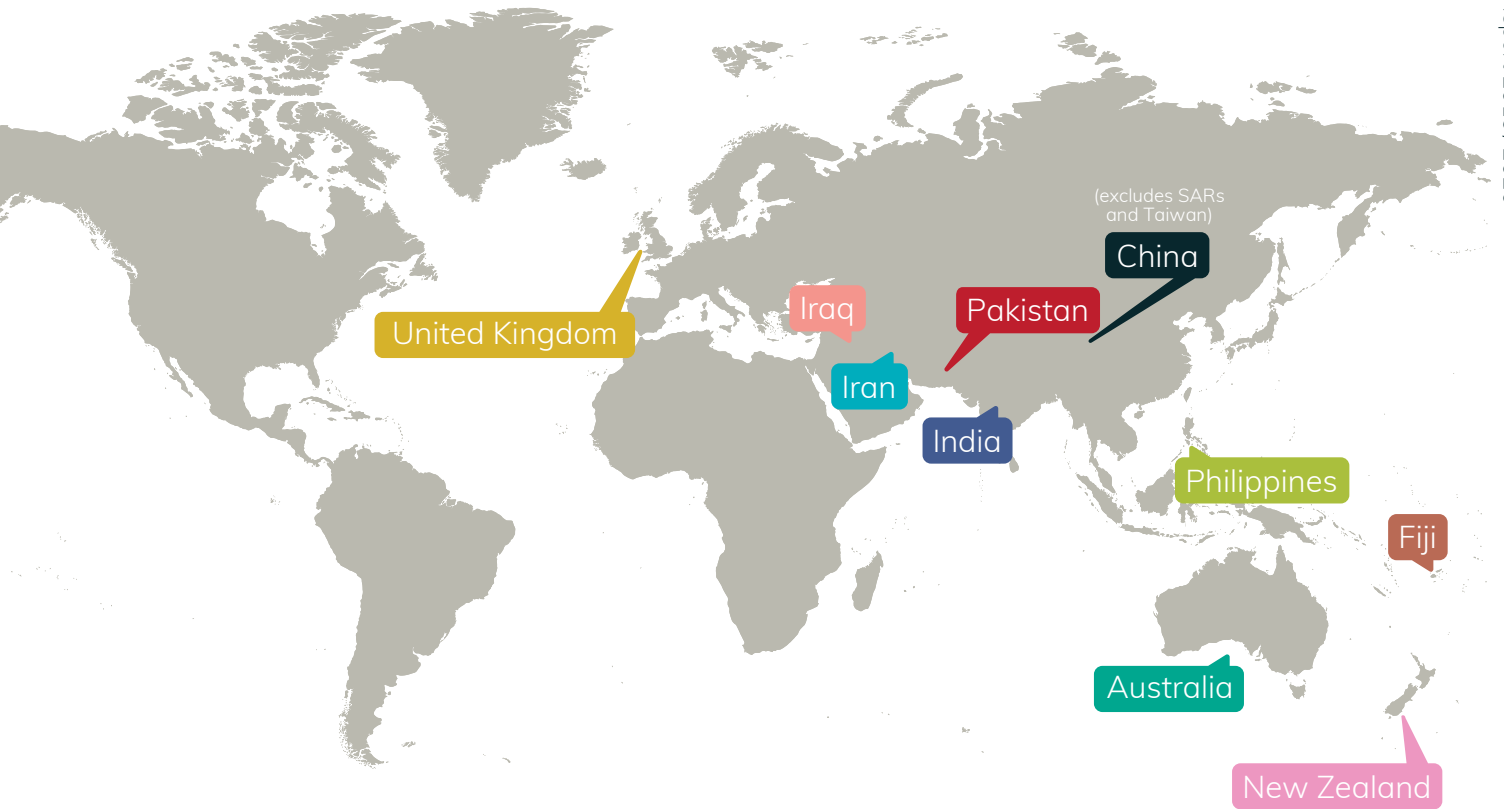 (excludes SARs
and Taiwan)
China
Iraq
Pakistan
United Kingdom
Iran
India
Philippines
Fiji
Australia
New Zealand